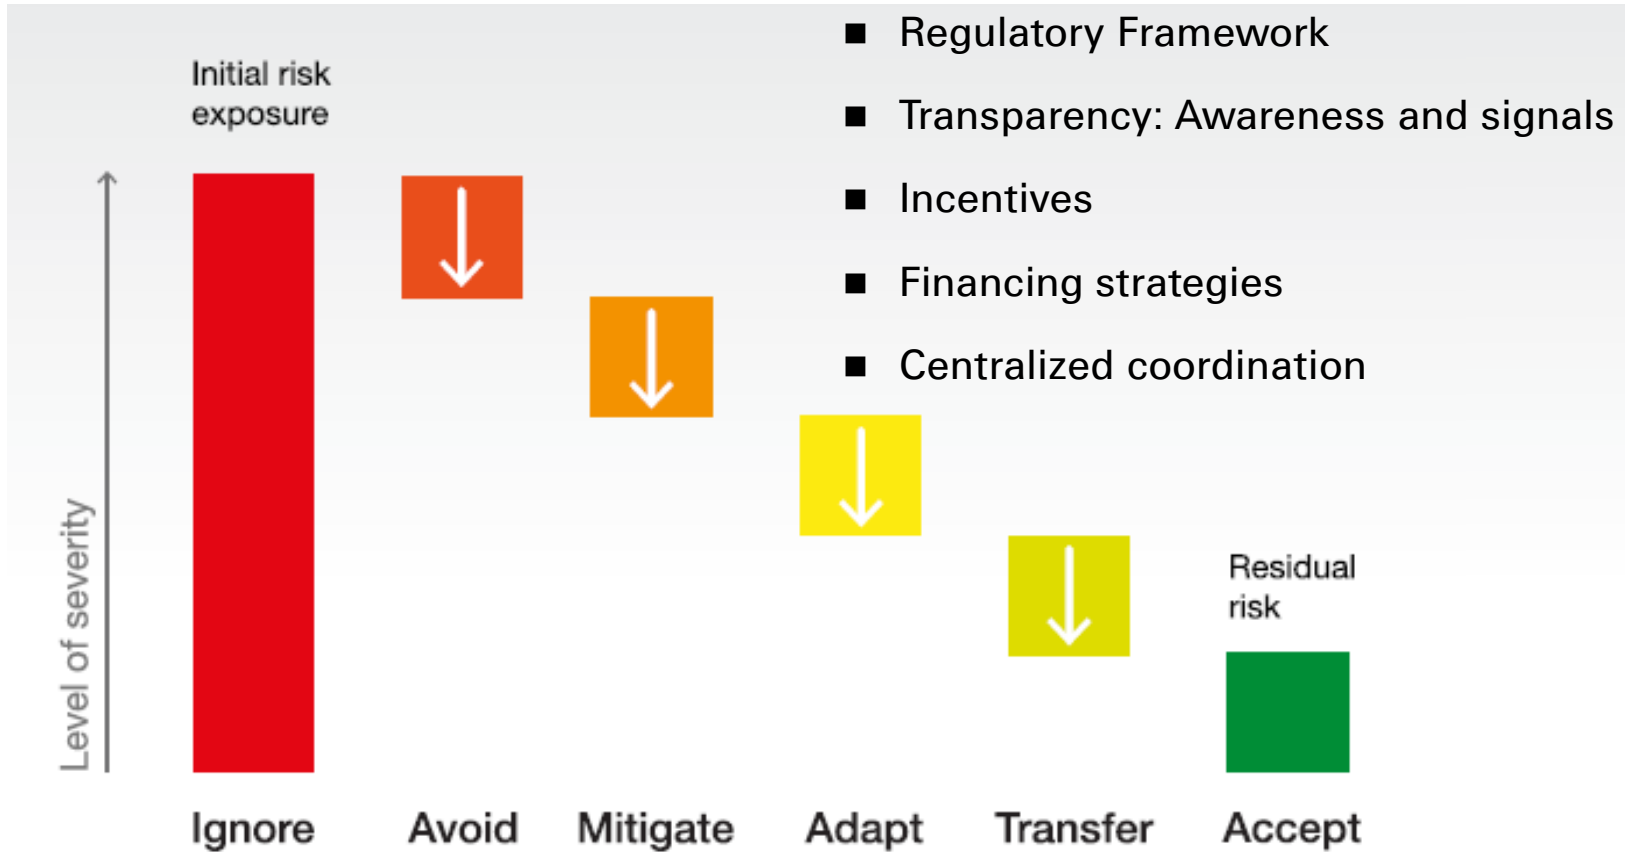 Initial risk
exposure
■ Regulatory Framework
■ Transparency: Awareness and signals
■ Incentives
■ Financing strategies
■ Centralized coordination
Level of severity
Residual
risk
Ignore Avoid Mitigate Adapt Transfer Accept